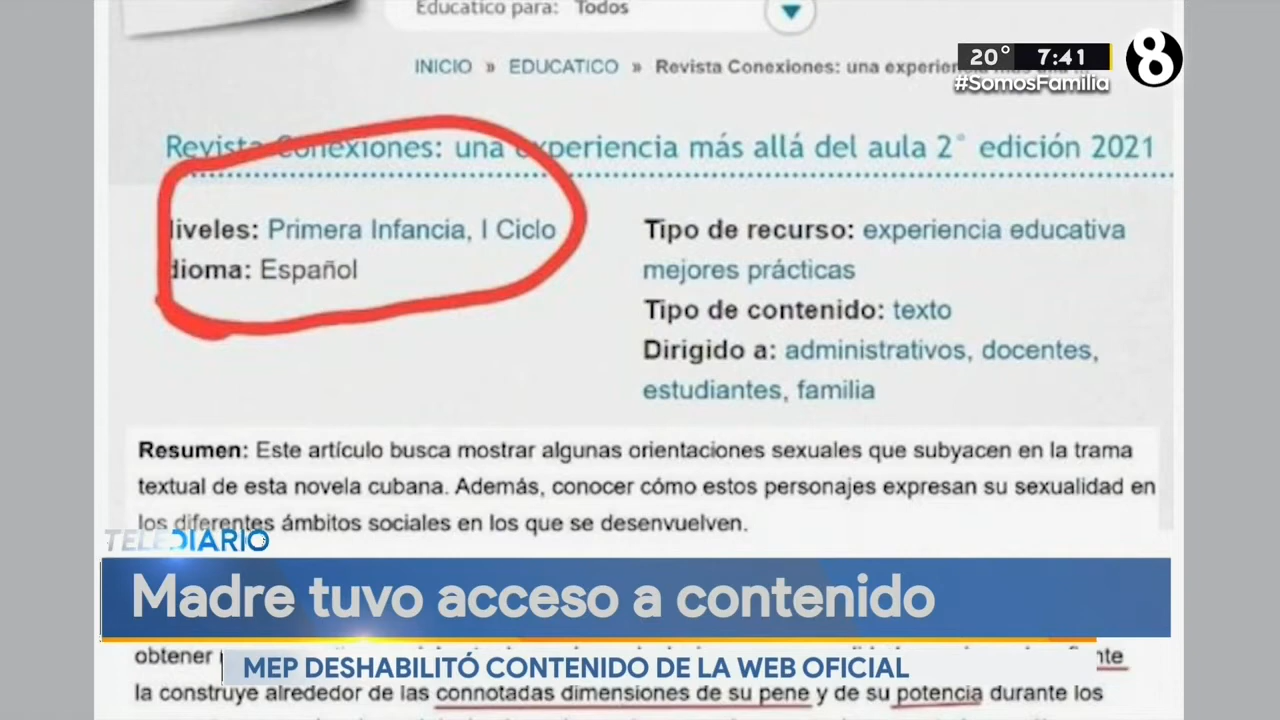 Educatico para: Todos
20° 7:41 8
#SomosFamilia
INICIO » EDUCATICO » Revista Conexiones: una
Revista Conexiones: una experiencia más allá del aula 2° edición 2021
Niveles: Primera Infancia, I Ciclo
Idioma: Español
Tipo de recurso: experiencia educativa
mejores prácticas
Tipo de contenido: texto
Dirigido a: administrativos, docentes,
estudiantes, familia
Resumen: Este artículo busca mostrar algunas orientaciones sexuales que subyacen en la trama
textual de esta novela cubana. Además, conocer cómo estos personajes expresan su sexualidad en
los diferentes ámbitos sociales en los que se desenvuelven.
TELEDIARIO
Madre tuvo acceso a contenido
obtener
MEP DESHABILITÓ CONTENIDO DE LA WEB OFICIAL
la construye alrededor de las connotadas dimensiones de su pene y de su potencia durante los